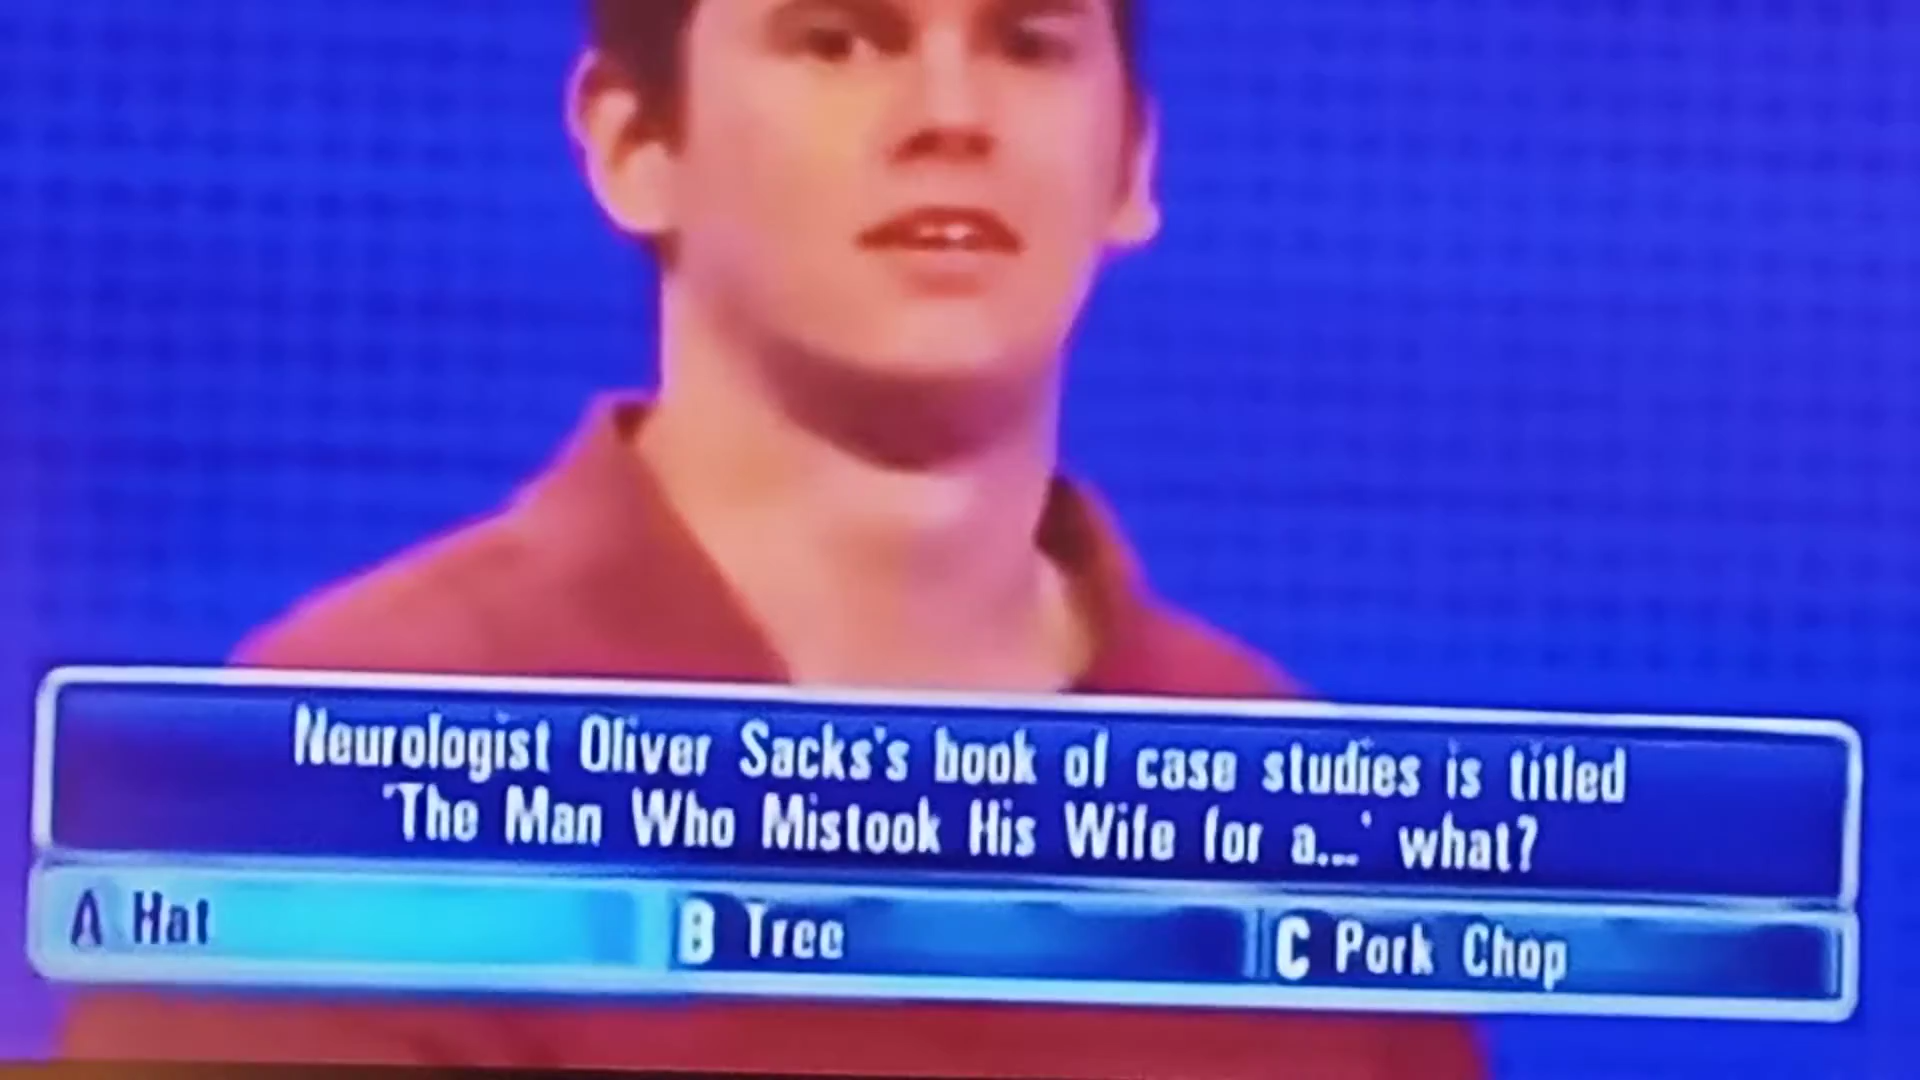 Neurologist Oliver Sacks's book of case studies is titled
'The Man Who Mistook His Wife for a...' what?
A Hat B Tree C Pork Chop